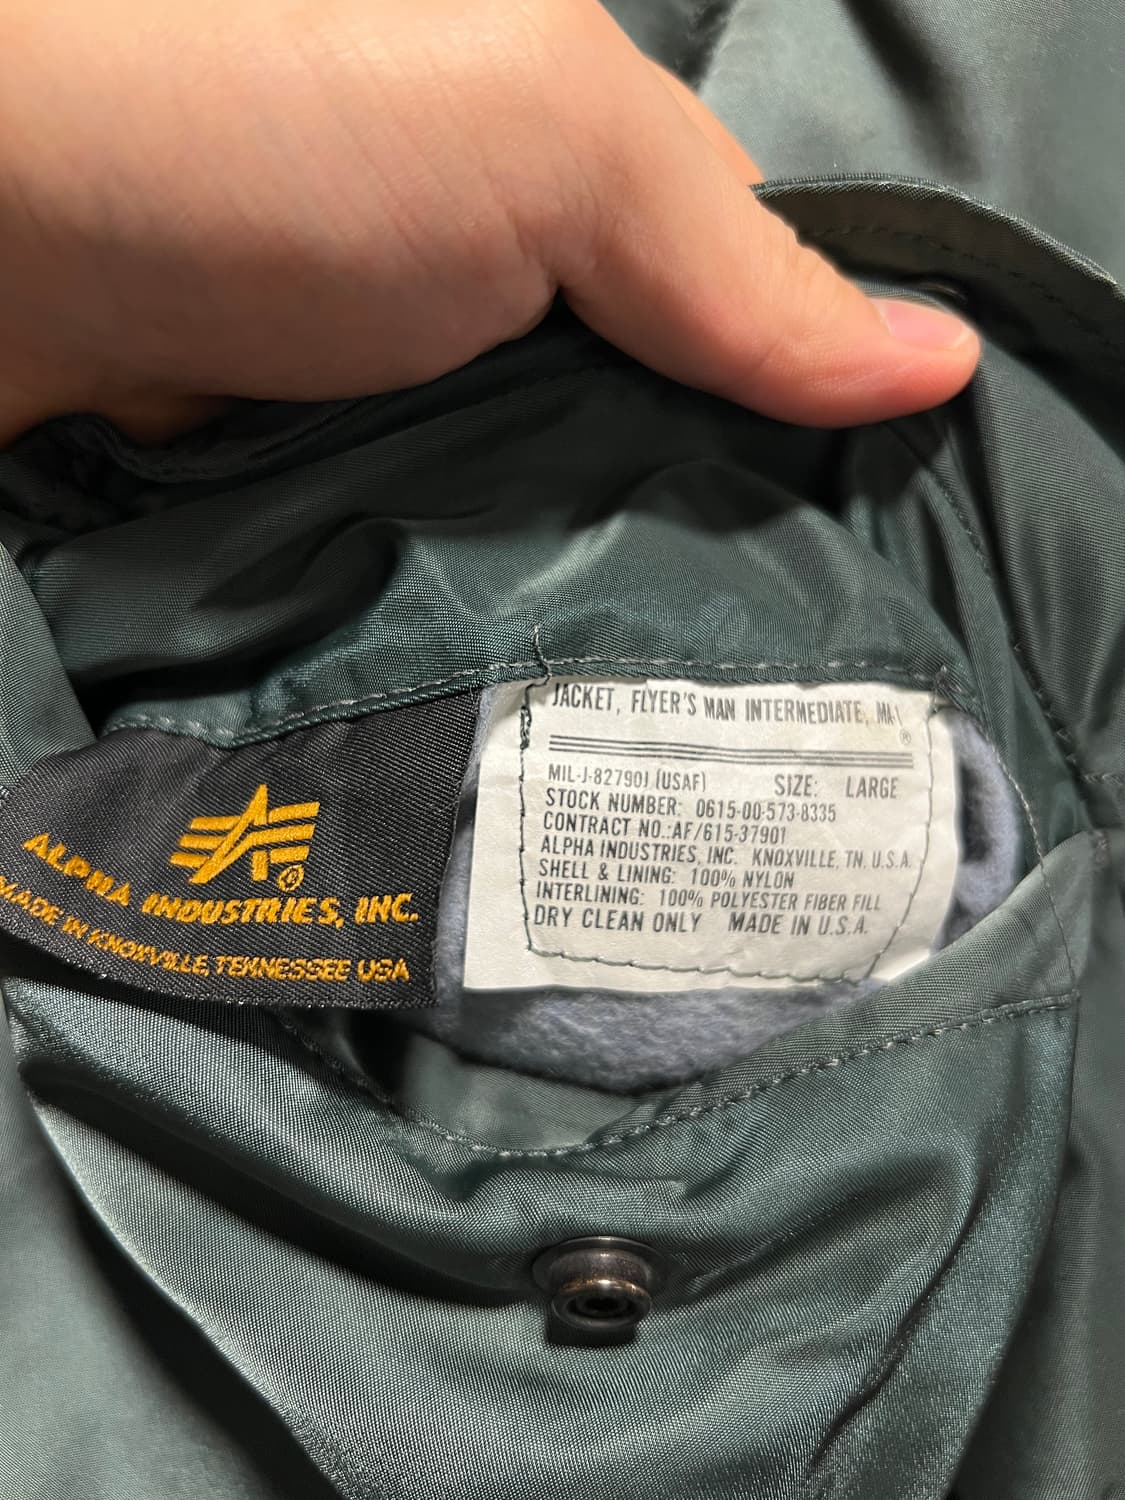 ALPHA INDUSTRIES, INC.
MADE IN KNOXVILLE, TENNESSEE USA
®
JACKET, FLYER'S MAN INTERMEDIATE, MA-1
®
MIL-J-82790J (USAF) SIZE: LARGE
STOCK NUMBER: 0615-00-573-8335
CONTRACT NO.:AF/615-37901
ALPHA INDUSTRIES, INC. KNOXVILLE, TN. U.S.A.
SHELL & LINING: 100% NYLON
INTERLINING: 100% POLYESTER FIBER FILL
DRY CLEAN ONLY MADE IN U.S.A.